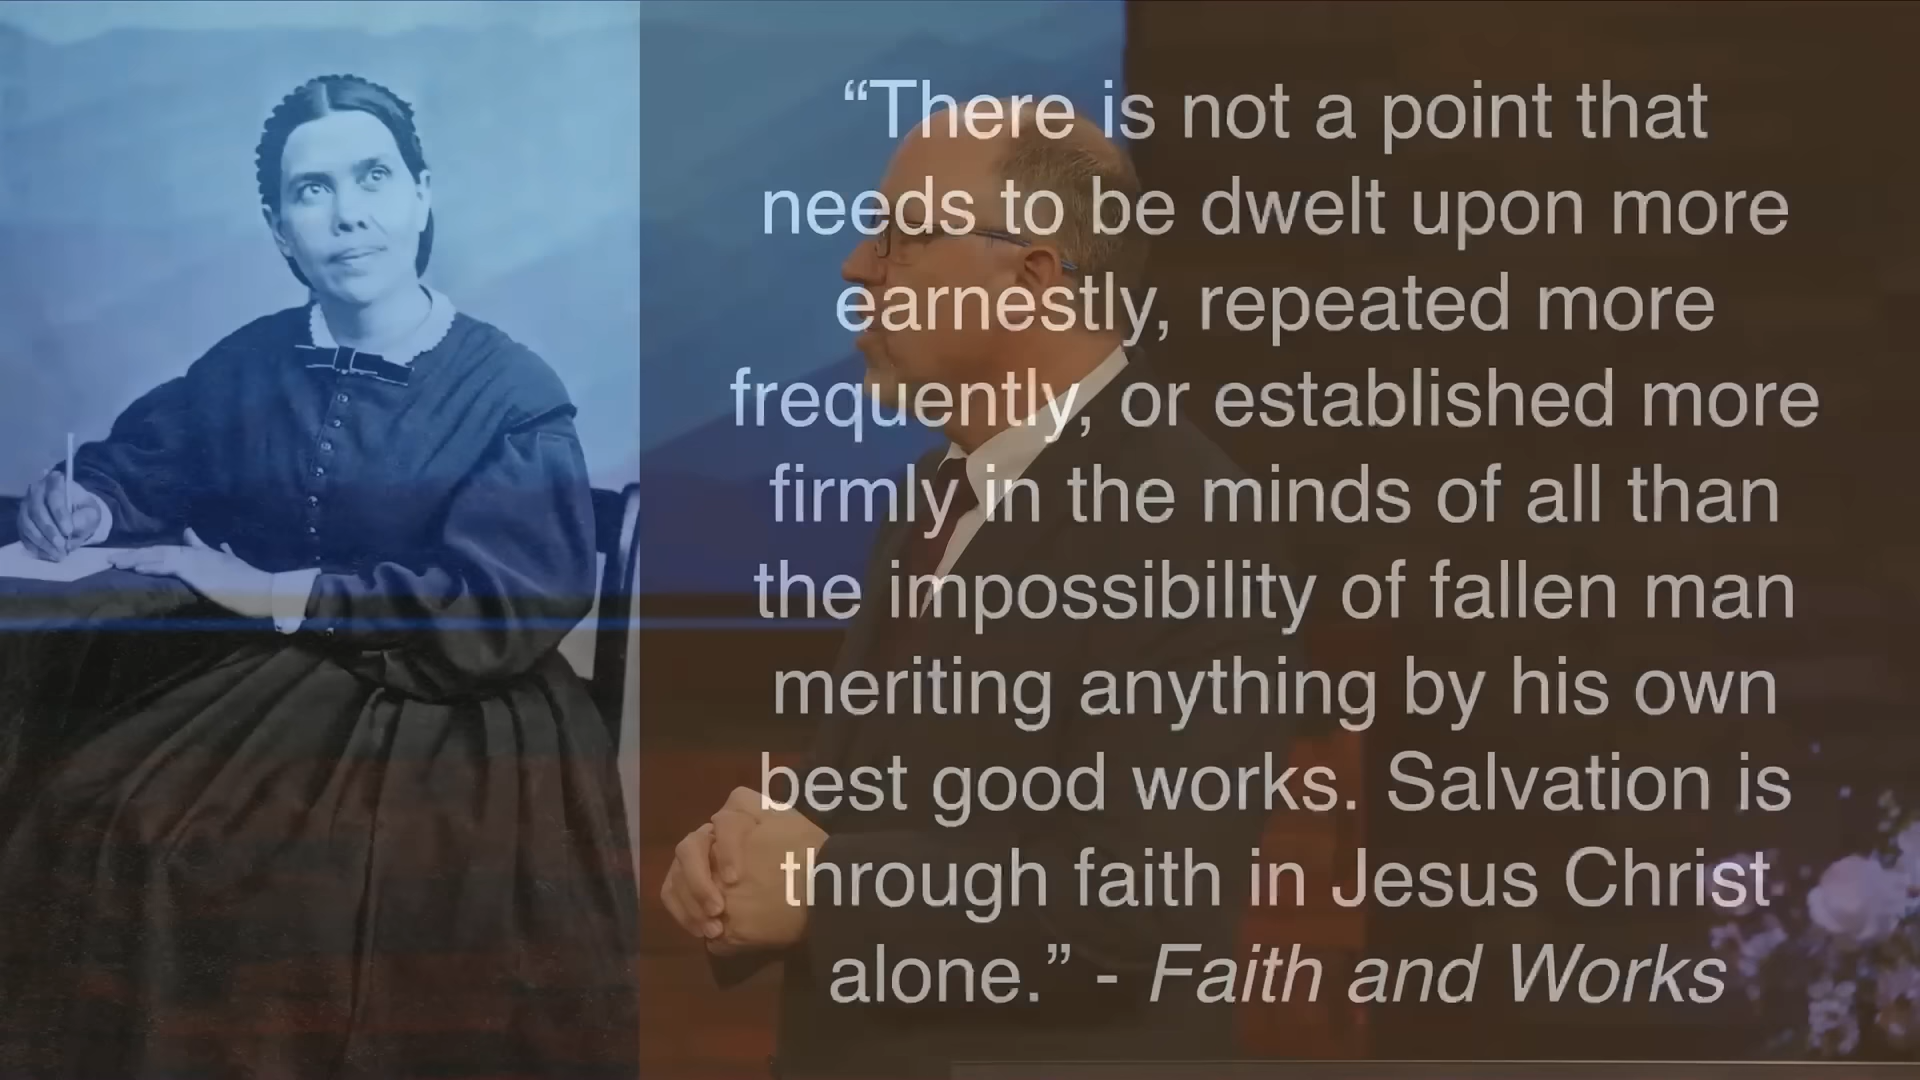 “There is not a point that
needs to be dwelt upon more
earnestly, repeated more
frequently, or established more
firmly in the minds of all than
the impossibility of fallen man
meriting anything by his own
best good works. Salvation is
through faith in Jesus Christ
alone.” - Faith and Works